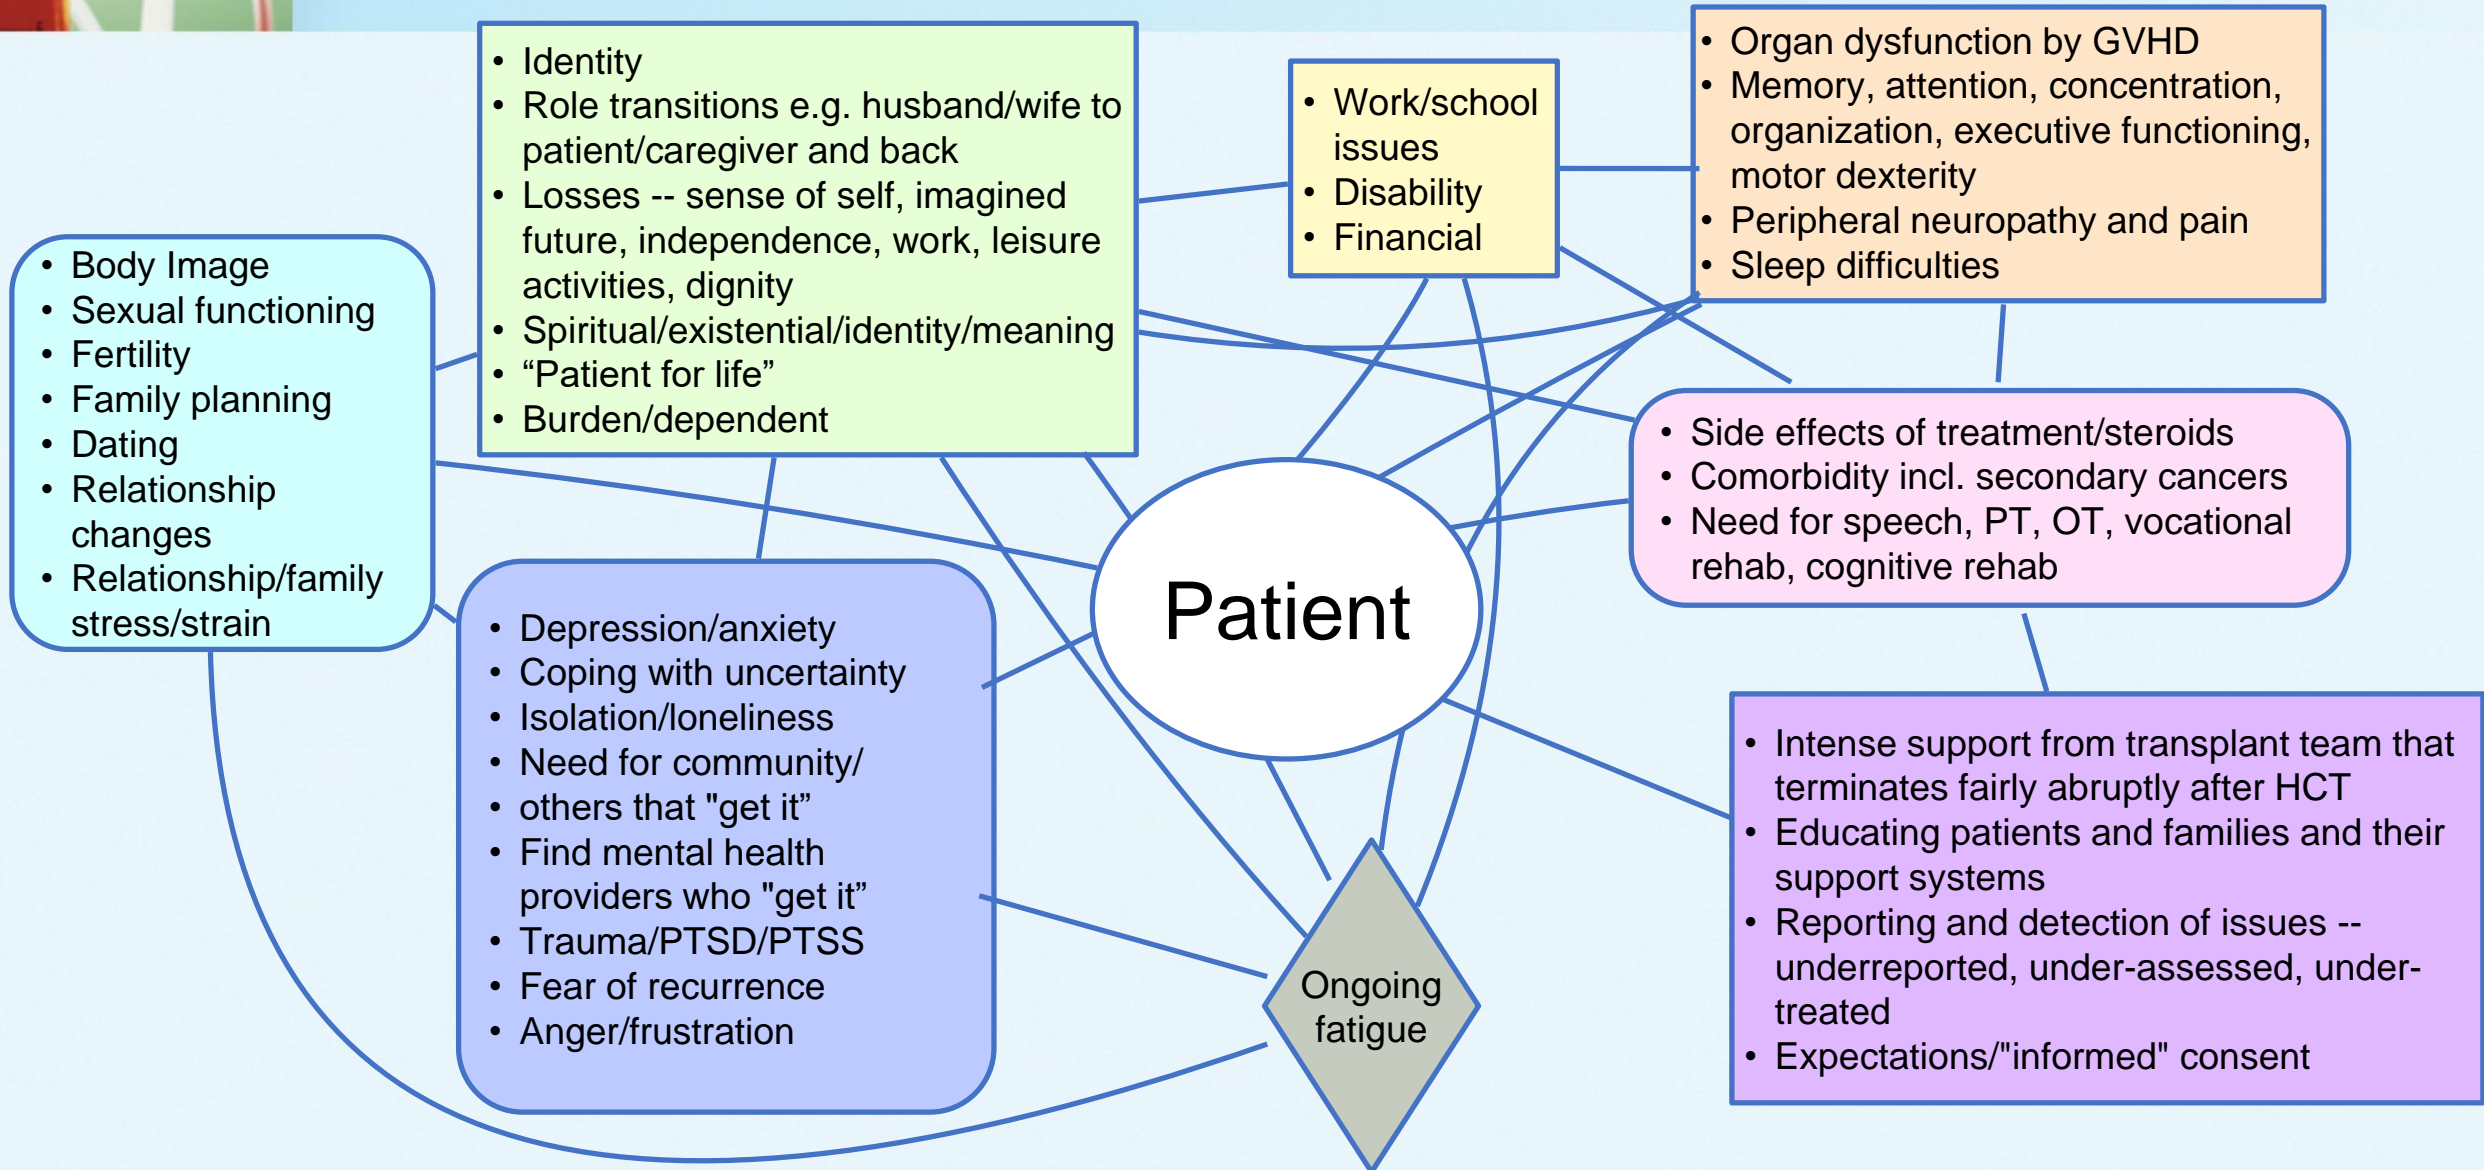 • Identity
• Role transitions e.g. husband/wife to
patient/caregiver and back
• Losses -- sense of self, imagined
future, independence, work, leisure
activities, dignity
• Spiritual/existential/identity/meaning
• “Patient for life”
• Burden/dependent
• Work/school
issues
• Disability
• Financial
• Organ dysfunction by GVHD
• Memory, attention, concentration,
organization, executive functioning,
motor dexterity
• Peripheral neuropathy and pain
• Sleep difficulties
• Body Image
• Sexual functioning
• Fertility
• Family planning
• Dating
• Relationship
changes
• Relationship/family
stress/strain
• Side effects of treatment/steroids
• Comorbidity incl. secondary cancers
• Need for speech, PT, OT, vocational
rehab, cognitive rehab
Patient
• Depression/anxiety
• Coping with uncertainty
• Isolation/loneliness
• Need for community/
• others that "get it”
• Find mental health
providers who "get it”
• Trauma/PTSD/PTSS
• Fear of recurrence
• Anger/frustration
Ongoing
fatigue
• Intense support from transplant team that
terminates fairly abruptly after HCT
• Educating patients and families and their
support systems
• Reporting and detection of issues --
underreported, under-assessed, under-
treated
• Expectations/"informed" consent